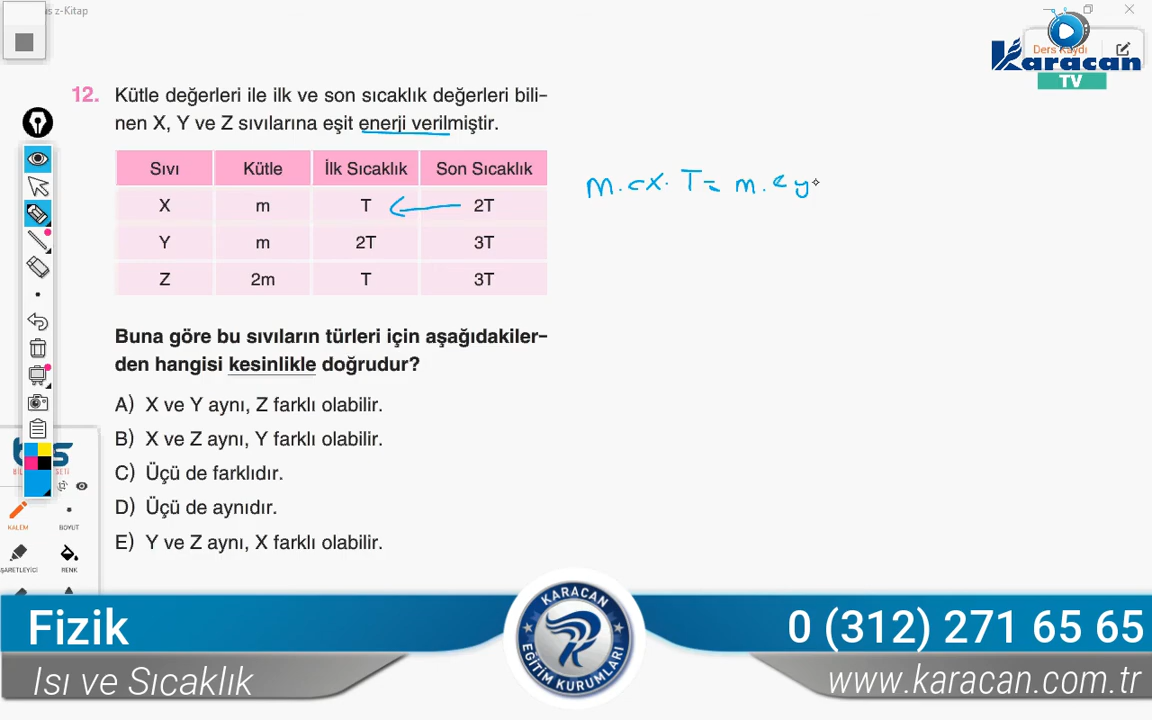 us z-Kitap
Ders Kaydı
Karacan
TV
12. Kütle değerleri ile ilk ve son sıcaklık değerleri bili-
nen X, Y ve Z sıvılarına eşit enerji verilmiştir.
Sıvı Kütle İlk Sıcaklık Son Sıcaklık
X m T 2T
Y m 2T 3T
Z 2m T 3T
m.cx.T= m.cy
Buna göre bu sıvıların türleri için aşağıdakiler-
den hangisi kesinlikle doğrudur?
A) X ve Y aynı, Z farklı olabilir.
B) X ve Z aynı, Y farklı olabilir.
C) Üçü de farklıdır.
D) Üçü de aynıdır.
E) Y ve Z aynı, X farklı olabilir.
KALEM BOYUT
RENK
Fizik
Isı ve Sıcaklık
KARACAN
EĞİTİM KURUMLARI
0 (312) 271 65 65
www.karacan.com.tr